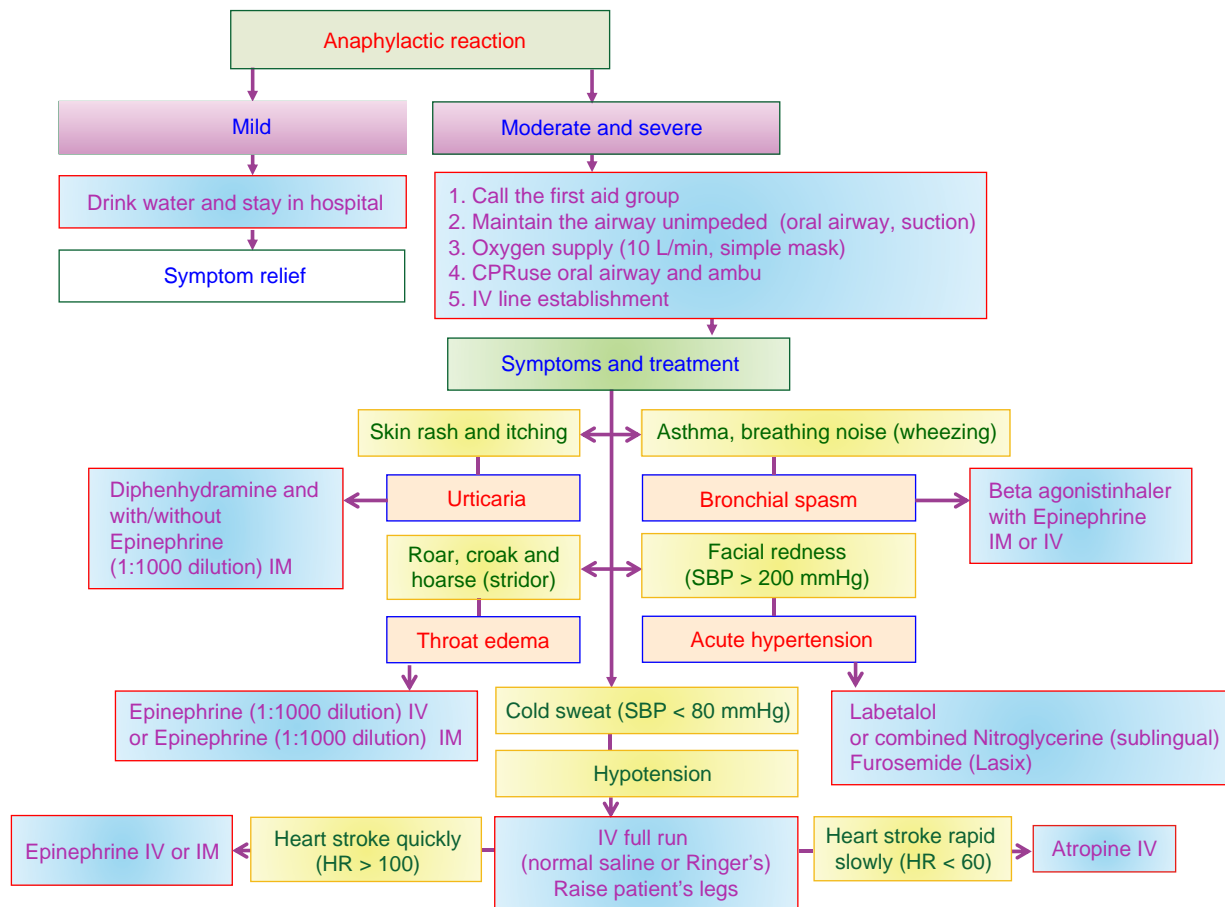 Anaphylactic reaction
Mild
Moderate and severe
Drink water and stay in hospital
Symptom relief
1. Call the first aid group
2. Maintain the airway unimpeded (oral airway, suction)
3. Oxygen supply (10 L/min, simple mask)
4. CPRuse oral airway and ambu
5. IV line establishment
Symptoms and treatment
Skin rash and itching
Asthma, breathing noise (wheezing)
Urticaria
Bronchial spasm
Diphenhydramine and
with/without
Epinephrine
(1:1000 dilution) IM
Beta agonistinhaler
with Epinephrine
IM or IV
Roar, croak and
hoarse (stridor)
Facial redness
(SBP > 200 mmHg)
Throat edema
Acute hypertension
Epinephrine (1:1000 dilution) IV
or Epinephrine (1:1000 dilution) IM
Cold sweat (SBP < 80 mmHg)
Labetalol
or combined Nitroglycerine (sublingual)
Furosemide (Lasix)
Hypotension
Epinephrine IV or IM
Heart stroke quickly
(HR > 100)
IV full run
(normal saline or Ringer's)
Raise patient's legs
Heart stroke rapid
slowly (HR < 60)
Atropine IV